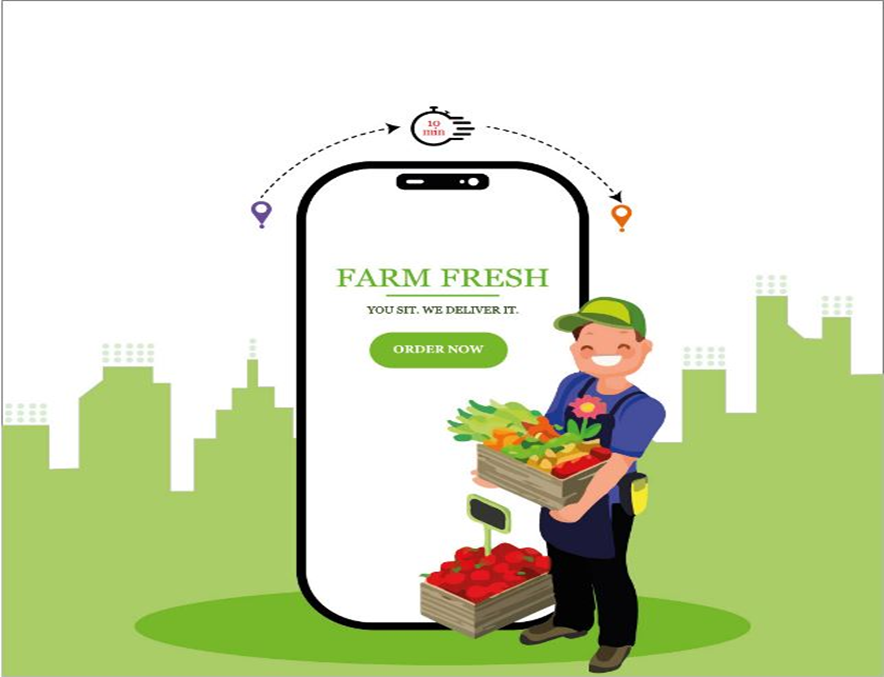 10
min
FARM FRESH
YOU SIT. WE DELIVER IT.
ORDER NOW